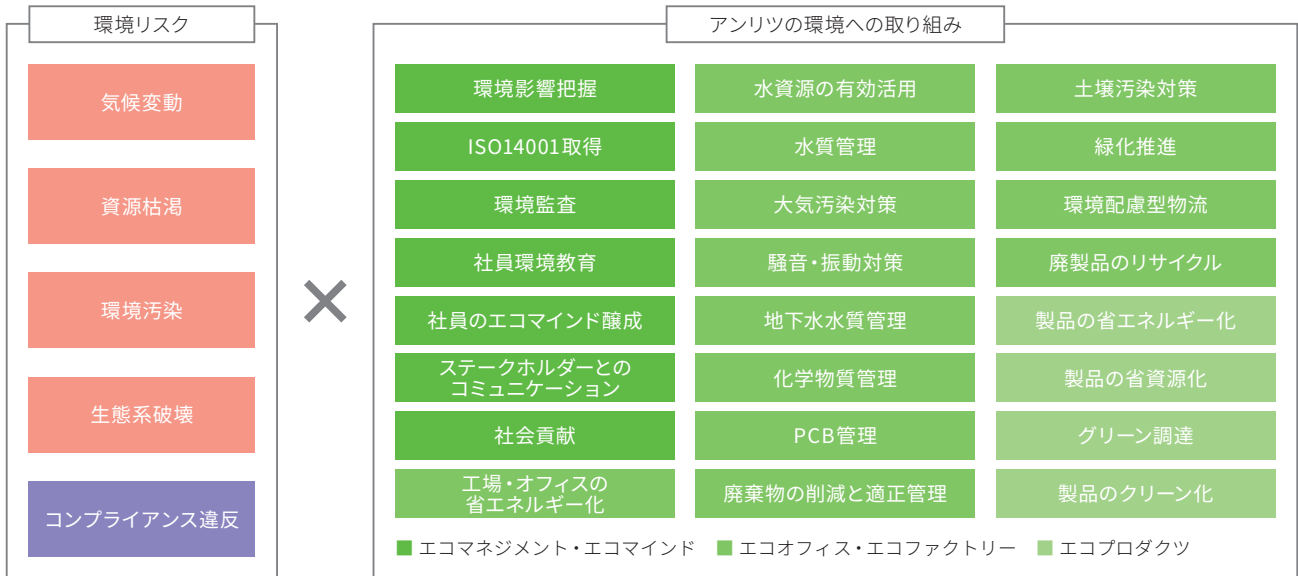 環境リスク
気候変動
資源枯渇
環境汚染
生態系破壊
コンプライアンス違反
アンリツの環境への取り組み
環境影響把握
ISO14001取得
環境監査
社員環境教育
社員のエコマインド醸成
ステークホルダーとの
コミュニケーション
社会貢献
工場・オフィスの
省エネルギー化
水資源の有効活用
水質管理
大気汚染対策
騒音・振動対策
地下水水質管理
化学物質管理
PCB管理
廃棄物の削減と適正管理
土壌汚染対策
緑化推進
環境配慮型物流
廃製品のリサイクル
製品の省エネルギー化
製品の省資源化
グリーン調達
製品のクリーン化
エコマネジメント・エコマインド
エコオフィス・エコファクトリー
エコプロダクツ